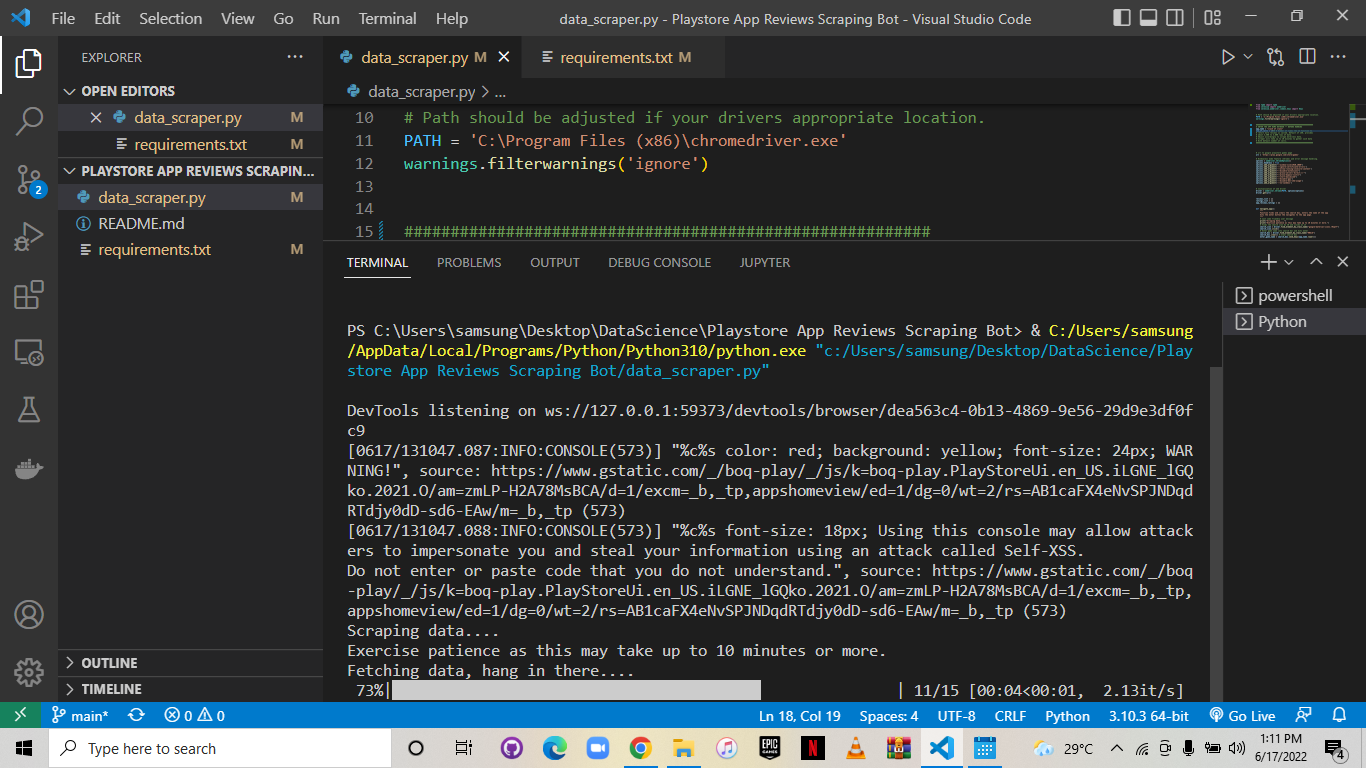 File Edit Selection View Go Run Terminal Help
data_scraper.py - Playstore App Reviews Scraping Bot - Visual Studio Code
EXPLORER
OPEN EDITORS
data_scraper.py M
requirements.txt M
PLAYSTORE APP REVIEWS SCRAPIN...
data_scraper.py M
README.md
requirements.txt M
OUTLINE
TIMELINE
2
data_scraper.py M
requirements.txt M
data_scraper.py > ...
10 # Path should be adjusted if your drivers appropriate location.
11 PATH = 'C:\Program Files (x86)\chromedriver.exe'
12 warnings.filterwarnings('ignore')
13
14
15 #########################################################
TERMINAL PROBLEMS OUTPUT DEBUG CONSOLE JUPYTER
powershell
Python
PS C:\Users\samsung\Desktop\DataScience\Playstore App Reviews Scraping Bot> & C:/Users/samsung
/AppData/Local/Programs/Python/Python310/python.exe "c:/Users/samsung/Desktop/DataScience/Play
store App Reviews Scraping Bot/data_scraper.py"
DevTools listening on ws://127.0.0.1:59373/devtools/browser/dea563c4-0b13-4869-9e56-29d9e3df0f
c9
[0617/131047.087:INFO:CONSOLE(573)] "%c%s color: red; background: yellow; font-size: 24px; WAR
NING!", source: https://www.gstatic.com/_/boq-play/_/js/k=boq-play.PlayStoreUi.en_US.iLGNE_lGQ
ko.2021.O/am=zmLP-H2A78MsBCA/d=1/excm=_b,_tp,appshomeview/ed=1/dg=0/wt=2/rs=AB1caFX4eNvSPJNDqd
RTdjy0dD-sd6-EAw/m=_b,_tp (573)
[0617/131047.088:INFO:CONSOLE(573)] "%c%s font-size: 18px; Using this console may allow attack
ers to impersonate you and steal your information using an attack called Self-XSS.
Do not enter or paste code that you do not understand.", source: https://www.gstatic.com/_/boq
-play/_/js/k=boq-play.PlayStoreUi.en_US.iLGNE_lGQko.2021.O/am=zmLP-H2A78MsBCA/d=1/excm=_b,_tp,
appshomeview/ed=1/dg=0/wt=2/rs=AB1caFX4eNvSPJNDqdRTdjy0dD-sd6-EAw/m=_b,_tp (573)
Scraping data....
Exercise patience as this may take up to 10 minutes or more.
Fetching data, hang in there....
73%| | 11/15 [00:04<00:01, 2.13it/s]
main* 0 0 Ln 18, Col 19 Spaces: 4 UTF-8 CRLF Python 3.10.3 64-bit Go Live
Type here to search
EPIC GAMES
N
29°C
1:11 PM
6/17/2022
4